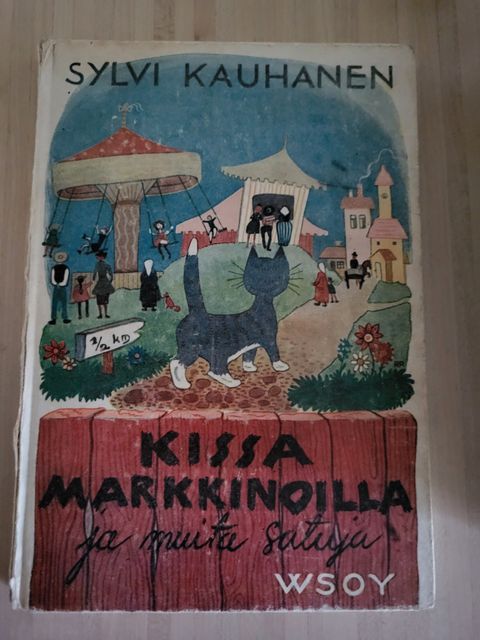 SYLVI KAUHANEN
1/2 KM
KISSA
MARKKINOILLA
ja muita satuja
WSOY